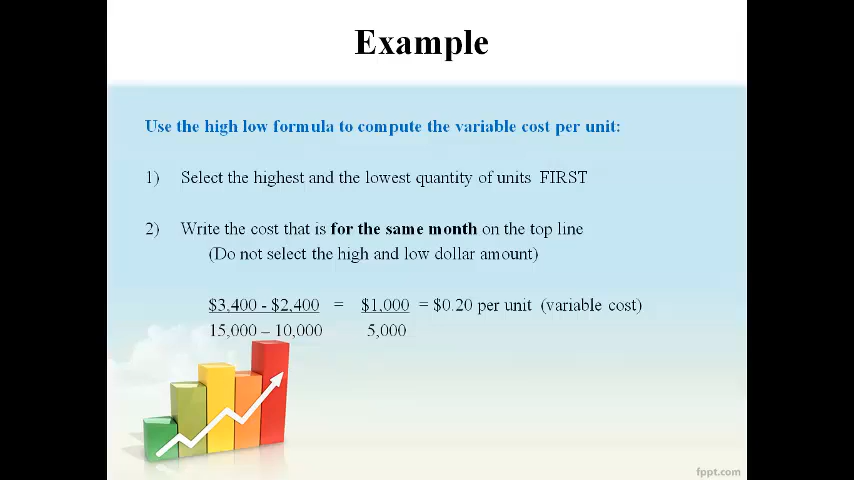 Example
Use the high low formula to compute the variable cost per unit:
1) Select the highest and the lowest quantity of units FIRST
2) Write the cost that is for the same month on the top line
(Do not select the high and low dollar amount)
$3,400 - $2,400 = $1,000 = $0.20 per unit (variable cost)
15,000 – 10,000 5,000
fppt.com